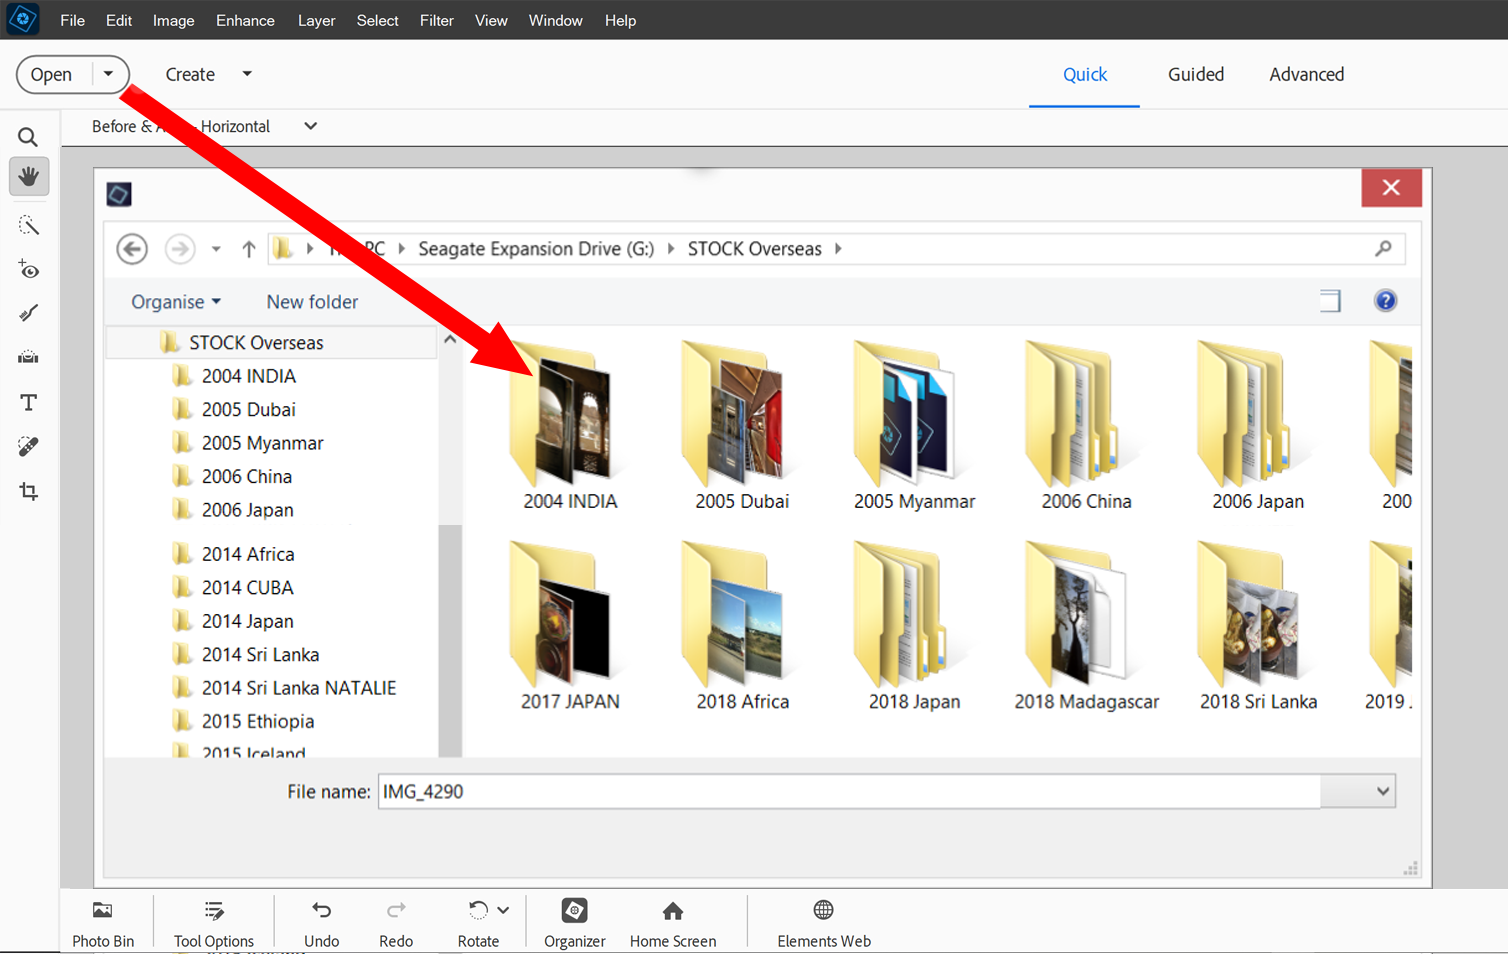 File Edit Image Enhance Layer Select Filter View Window Help
Open Create Quick Guided Advanced
Before & A - Horizontal
PC Seagate Expansion Drive (G:) STOCK Overseas
Organise New folder
STOCK Overseas
2004 INDIA
2005 Dubai
2005 Myanmar
2006 China
2006 Japan
2014 Africa
2014 CUBA
2014 Japan
2014 Sri Lanka
2014 Sri Lanka NATALIE
2015 Ethiopia
2015 Iceland
2004 INDIA 2005 Dubai 2005 Myanmar 2006 China 2006 Japan 200
2017 JAPAN 2018 Africa 2018 Japan 2018 Madagascar 2018 Sri Lanka 2019
File name: IMG_4290
Photo Bin Tool Options Undo Redo Rotate Organizer Home Screen Elements Web